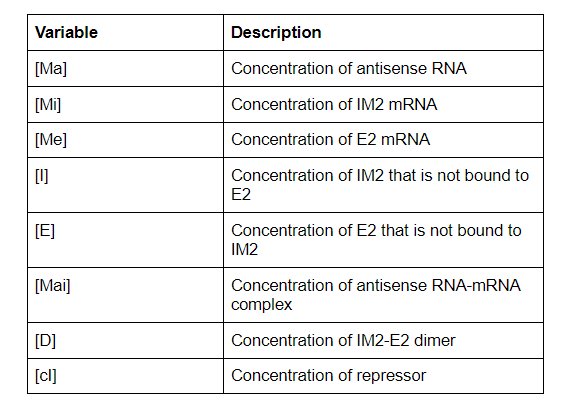 Variable Description
[Ma] Concentration of antisense RNA
[Mi] Concentration of IM2 mRNA
[Me] Concentration of E2 mRNA
[I] Concentration of IM2 that is not bound to
E2
[E] Concentration of E2 that is not bound to
IM2
[Mai] Concentration of antisense RNA-mRNA
complex
[D] Concentration of IM2-E2 dimer
[cI] Concentration of repressor